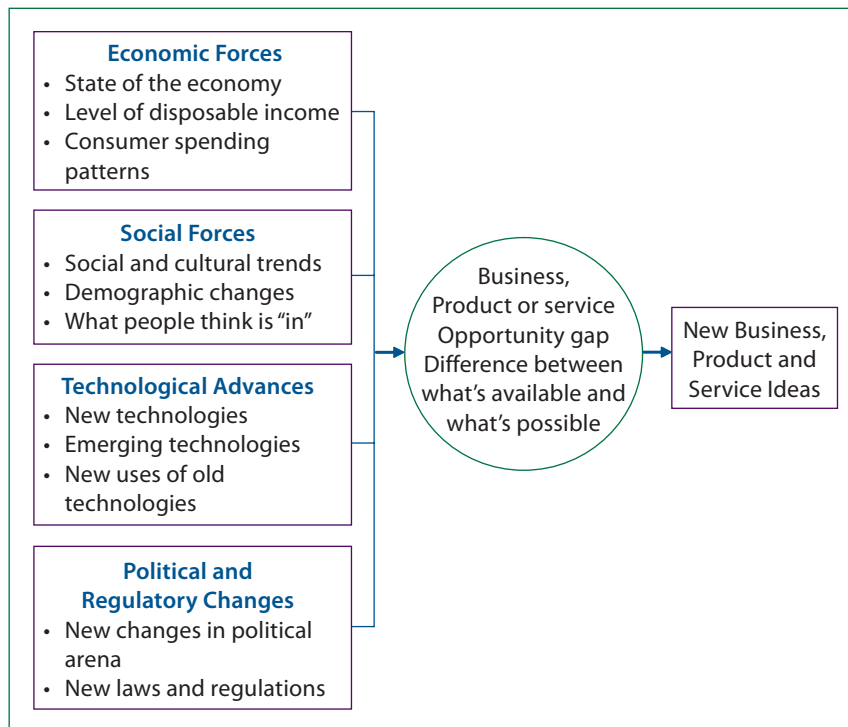 Economic Forces
• State of the economy
• Level of disposable income
• Consumer spending
patterns
Social Forces
• Social and cultural trends
• Demographic changes
• What people think is “in”
Technological Advances
• New technologies
• Emerging technologies
• New uses of old
technologies
Political and
Regulatory Changes
• New changes in political
arena
• New laws and regulations
Business,
Product or service
Opportunity gap
Difference between
what’s available and
what’s possible
New Business,
Product and
Service Ideas